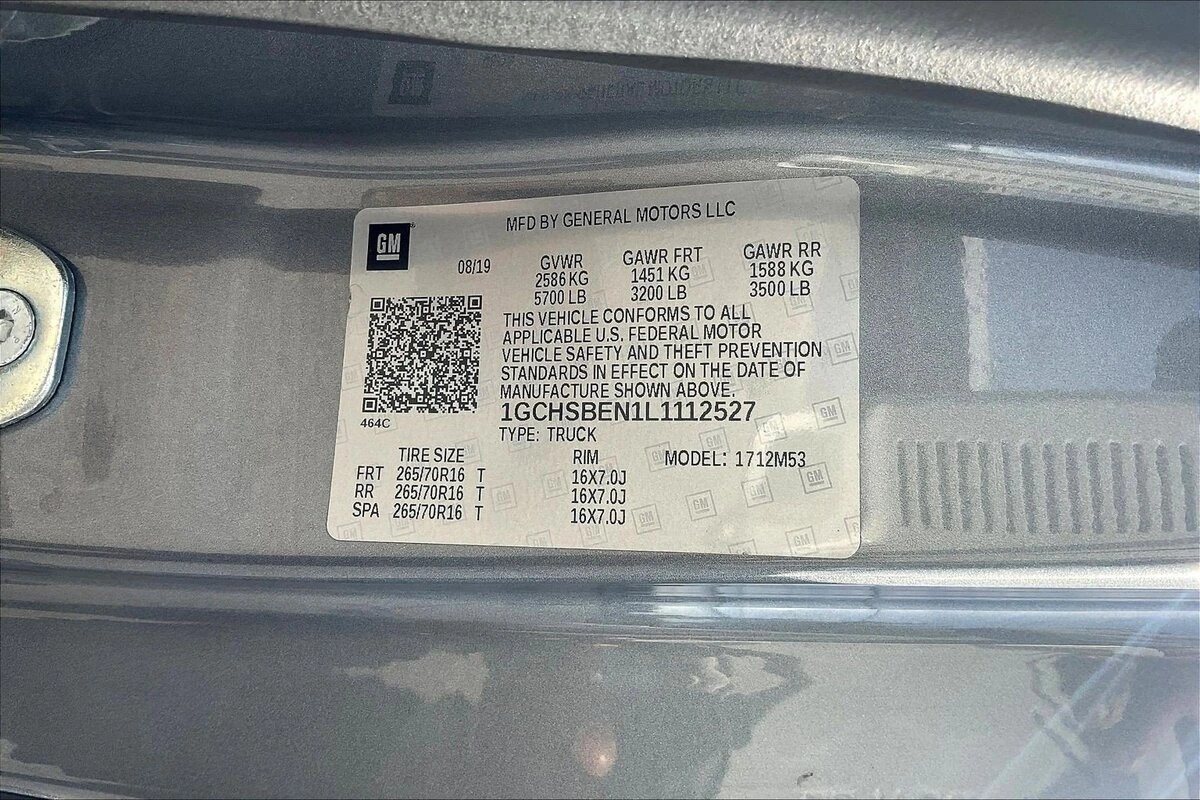 GM
MFD BY GENERAL MOTORS LLC
08/19
GVWR GAWR FRT GAWR RR
2586 KG 1451 KG 1588 KG
5700 LB 3200 LB 3500 LB
THIS VEHICLE CONFORMS TO ALL
APPLICABLE U.S. FEDERAL MOTOR
VEHICLE SAFETY AND THEFT PREVENTION
STANDARDS IN EFFECT ON THE DATE OF
MANUFACTURE SHOWN ABOVE.
1GCHSBEN1L1112527
464C
TYPE: TRUCK
TIRE SIZE RIM MODEL: 1712M53
FRT 265/70R16 T 16X7.0J
RR 265/70R16 T 16X7.0J
SPA 265/70R16 T 16X7.0J